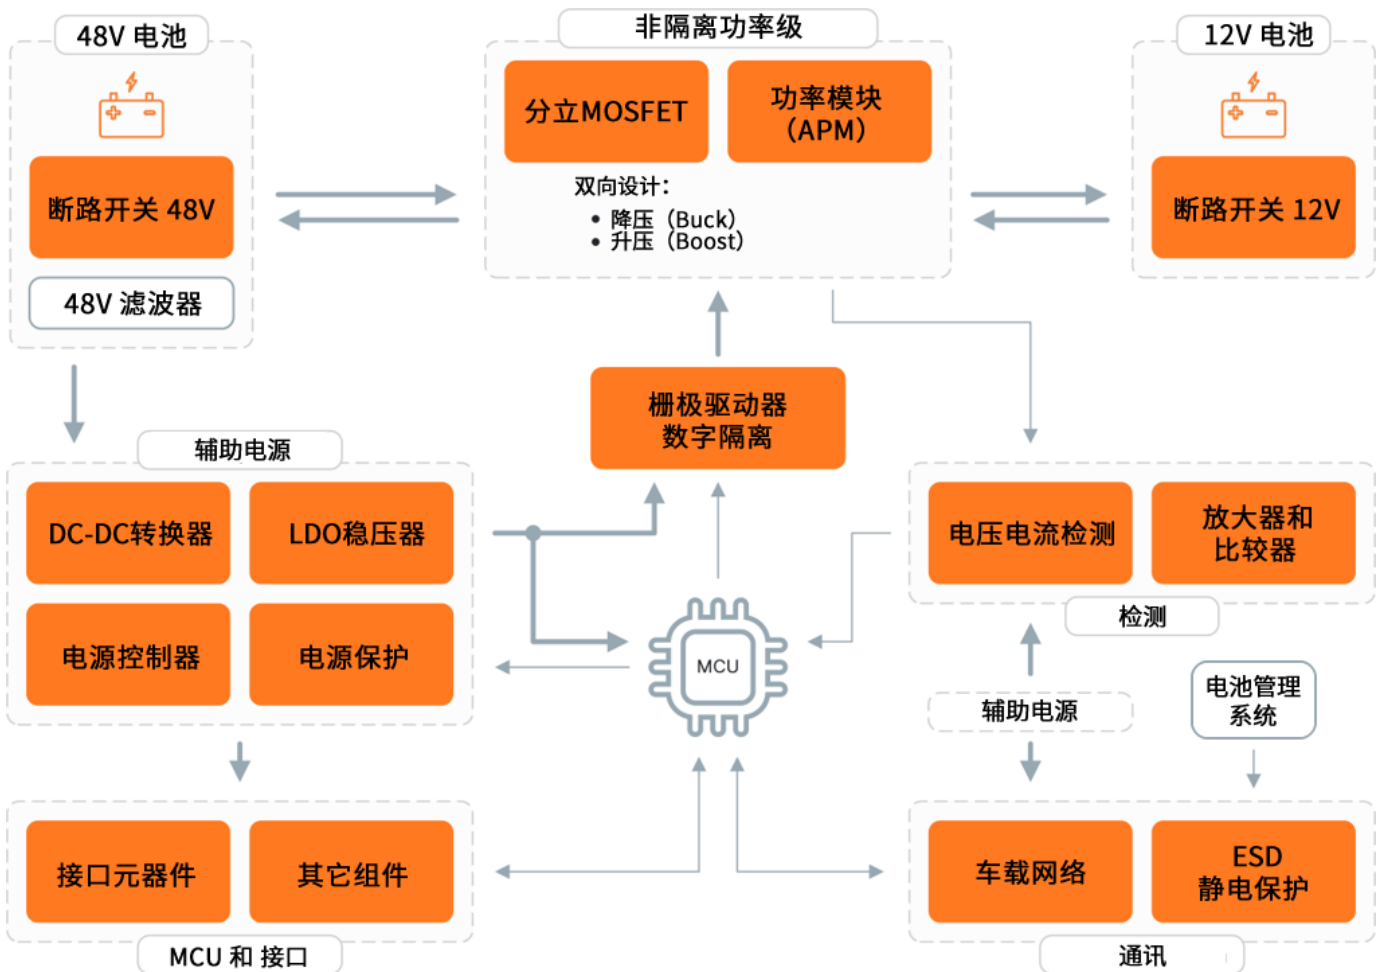 48V 电池
断路开关 48V
48V 滤波器
非隔离功率级
分立MOSFET
功率模块
（APM）
双向设计：
• 降压（Buck）
• 升压（Boost）
12V 电池
断路开关 12V
栅极驱动器
数字隔离
辅助电源
DC-DC转换器
LDO稳压器
电源控制器
电源保护
MCU
电压电流检测
放大器和
比较器
检测
辅助电源
电池管理
系统
接口元器件
其它组件
MCU 和 接口
车载网络
ESD
静电保护
通讯